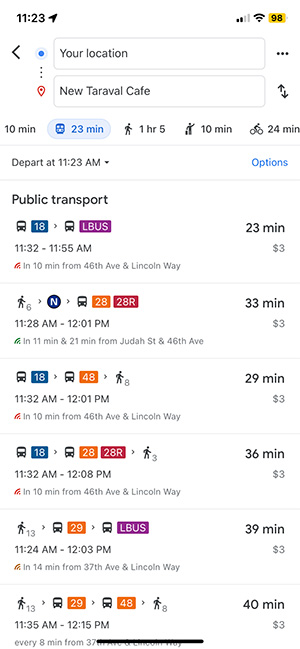 11:23 98
Your location
New Taraval Cafe
10 min 23 min 1 hr 5 10 min 24 min
Depart at 11:23 AM Options
Public transport
18 LBUS 23 min
11:32 - 11:55 AM $3
In 10 min from 46th Ave & Lincoln Way
6 N 28 28R 33 min
11:28 AM - 12:01 PM $3
In 11 min & 21 min from Judah St & 46th Ave
18 48 8 29 min
11:32 AM - 12:01 PM $3
In 10 min from 46th Ave & Lincoln Way
18 28 28R 3 36 min
11:32 AM - 12:08 PM $3
In 10 min from 46th Ave & Lincoln Way
13 29 LBUS 39 min
11:24 AM - 12:03 PM $3
In 14 min from 37th Ave & Lincoln Way
13 29 48 8 40 min
11:35 AM - 12:15 PM $3
every 8 min from 37th Ave & Lincoln Way